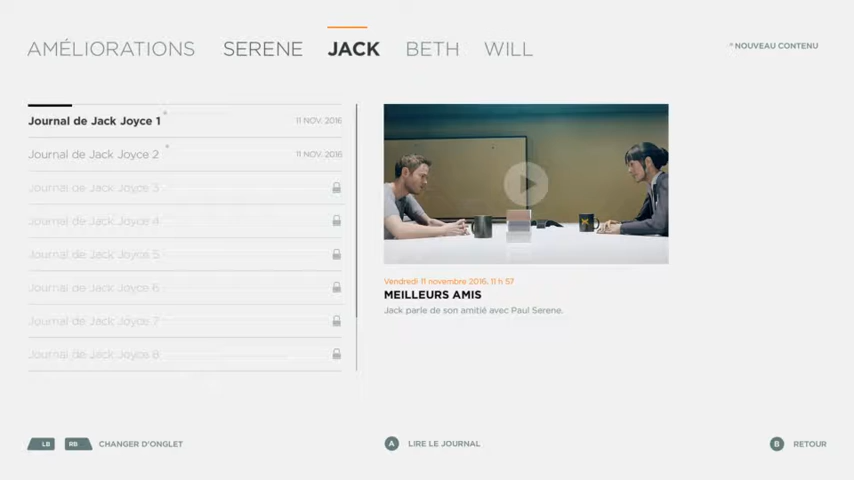 AMÉLIORATIONS SERENE JACK BETH WILL * NOUVEAU CONTENU
Journal de Jack Joyce 1 * 11 NOV. 2016
Journal de Jack Joyce 2 * 11 NOV. 2016
Journal de Jack Joyce 3
Journal de Jack Joyce 4
Journal de Jack Joyce 5
Journal de Jack Joyce 6
Journal de Jack Joyce 7
Journal de Jack Joyce 8
Vendredi 11 novembre 2016, 11 h 57
MEILLEURS AMIS
Jack parle de son amitié avec Paul Serene.
LB RB CHANGER D'ONGLET A LIRE LE JOURNAL B RETOUR